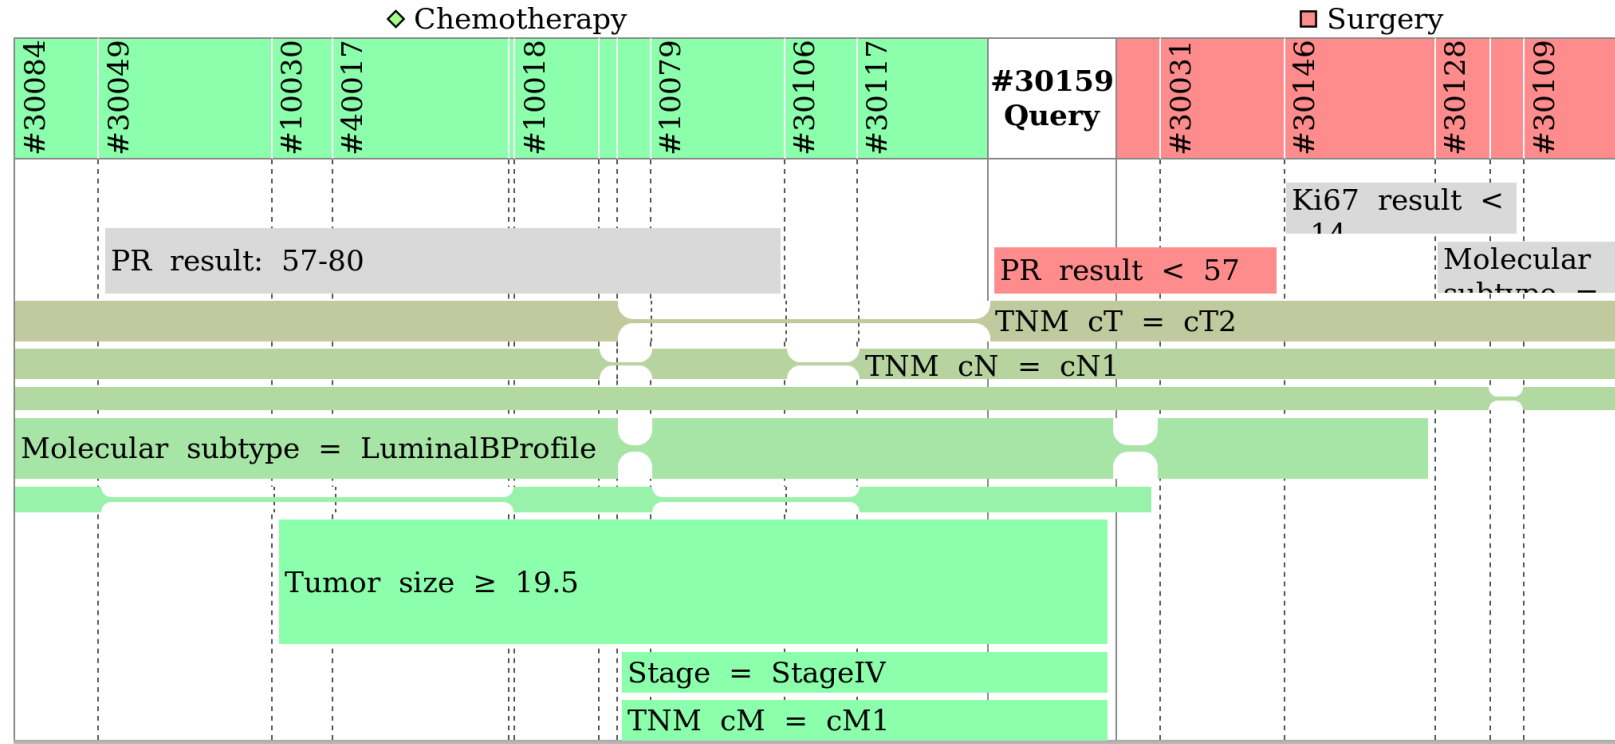 Chemotherapy
Surgery
#30084
#30049
#10030
#40017
#10018
#10079
#30106
#30117
#30159
Query
#30031
#30146
#30128
#30109
Ki67 result <
14
PR result: 57-80
PR result < 57
Molecular
subtype =
TNM cT = cT2
TNM cN = cN1
Molecular subtype = LuminalBProfile
Tumor size ≥ 19.5
Stage = StageIV
TNM cM = cM1